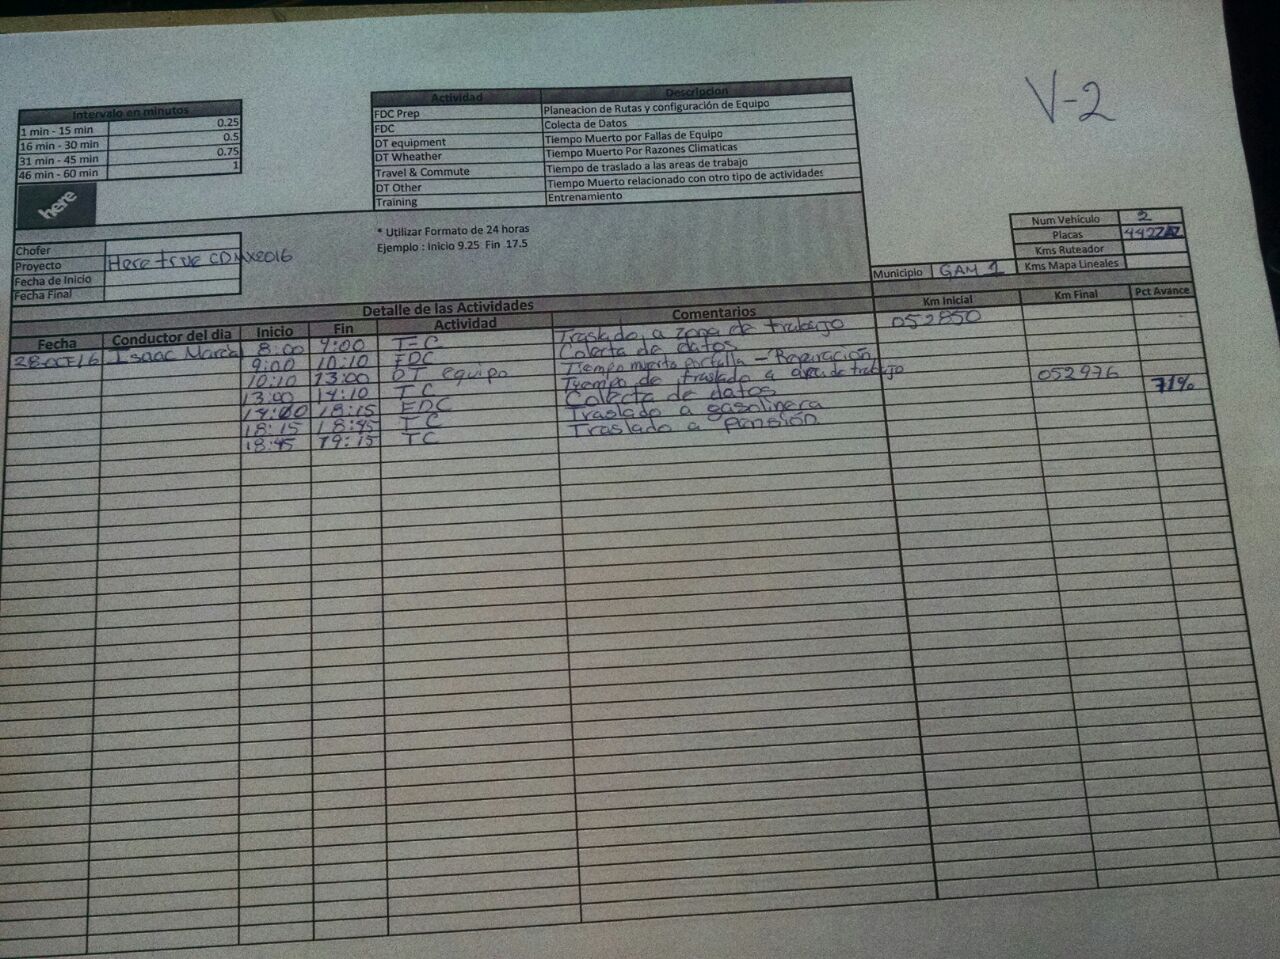 V-2
Intervalo en minutos
1 min - 15 min 0.25
16 min - 30 min 0.5
31 min - 45 min 0.75
46 min - 60 min 1
Actividad Descripcion
FDC Prep Planeacion de Rutas y configuración de Equipo
FDC Colecta de Datos
DT equipment Tiempo Muerto por Fallas de Equipo
DT Wheather Tiempo Muerto Por Razones Climaticas
Travel & Commute Tiempo de traslado a las areas de trabajo
DT Other Tiempo Muerto relacionado con otro tipo de actividades
Training Entrenamiento
here
* Utilizar Formato de 24 horas
Ejemplo : Inicio 9.25 Fin 17.5
Chofer
Proyecto Here true CDMX2016
Fecha de Inicio
Fecha Final
Num Vehiculo 2
Placas
Kms Ruteador
Municipio GAM 1 Kms Mapa Lineales
Detalle de las Actividades
Fecha Conductor del dia Inicio Fin Actividad Comentarios Km Inicial Km Final Pct Avance
28-OCT-16 Isaac 8:00 9:00 T-C Traslado a zona de trabajo 052850
9:00 10:10 FDC Colecta de datos
10:10 13:00 DT equipo Tiempo muerto pantalla - Reparación
13:00 14:10 TC Tiempo de traslado a area de trabajo 052976 71%
18:15 FDC Colecta de datos
18:15 18:45 TC Traslado a gasolinera
18:45 19:15 TC Traslado a pensión